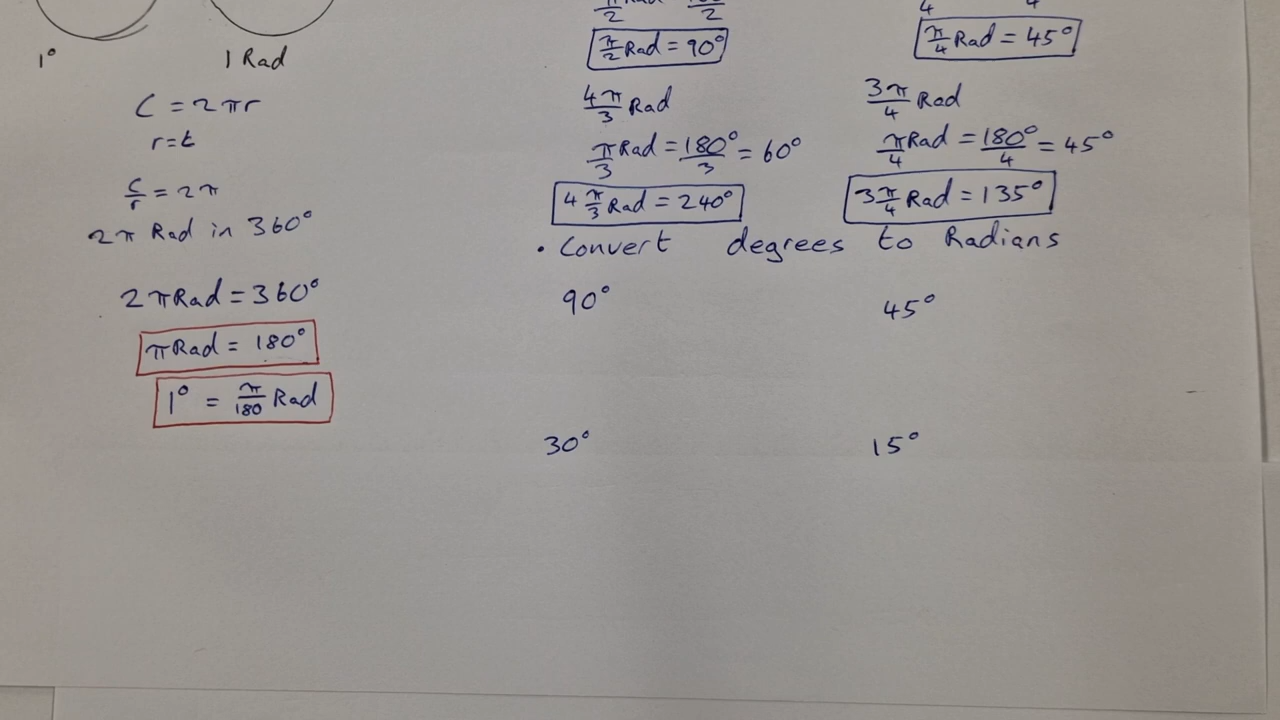 1°
1 Rad
C = 2πr
r=t
c/r = 2π
2π Rad in 360°
2πRad = 360°
πRad = 180°
1° = π/180 Rad
π/2 Rad = 90°
4π/3 Rad
π/3 Rad = 180°/3 = 60°
4 π/3 Rad = 240°
π/4 Rad = 45°
3π/4 Rad
π/4 Rad = 180°/4 = 45°
3π/4 Rad = 135°
• Convert degrees to Radians
90° 45°
30° 15°